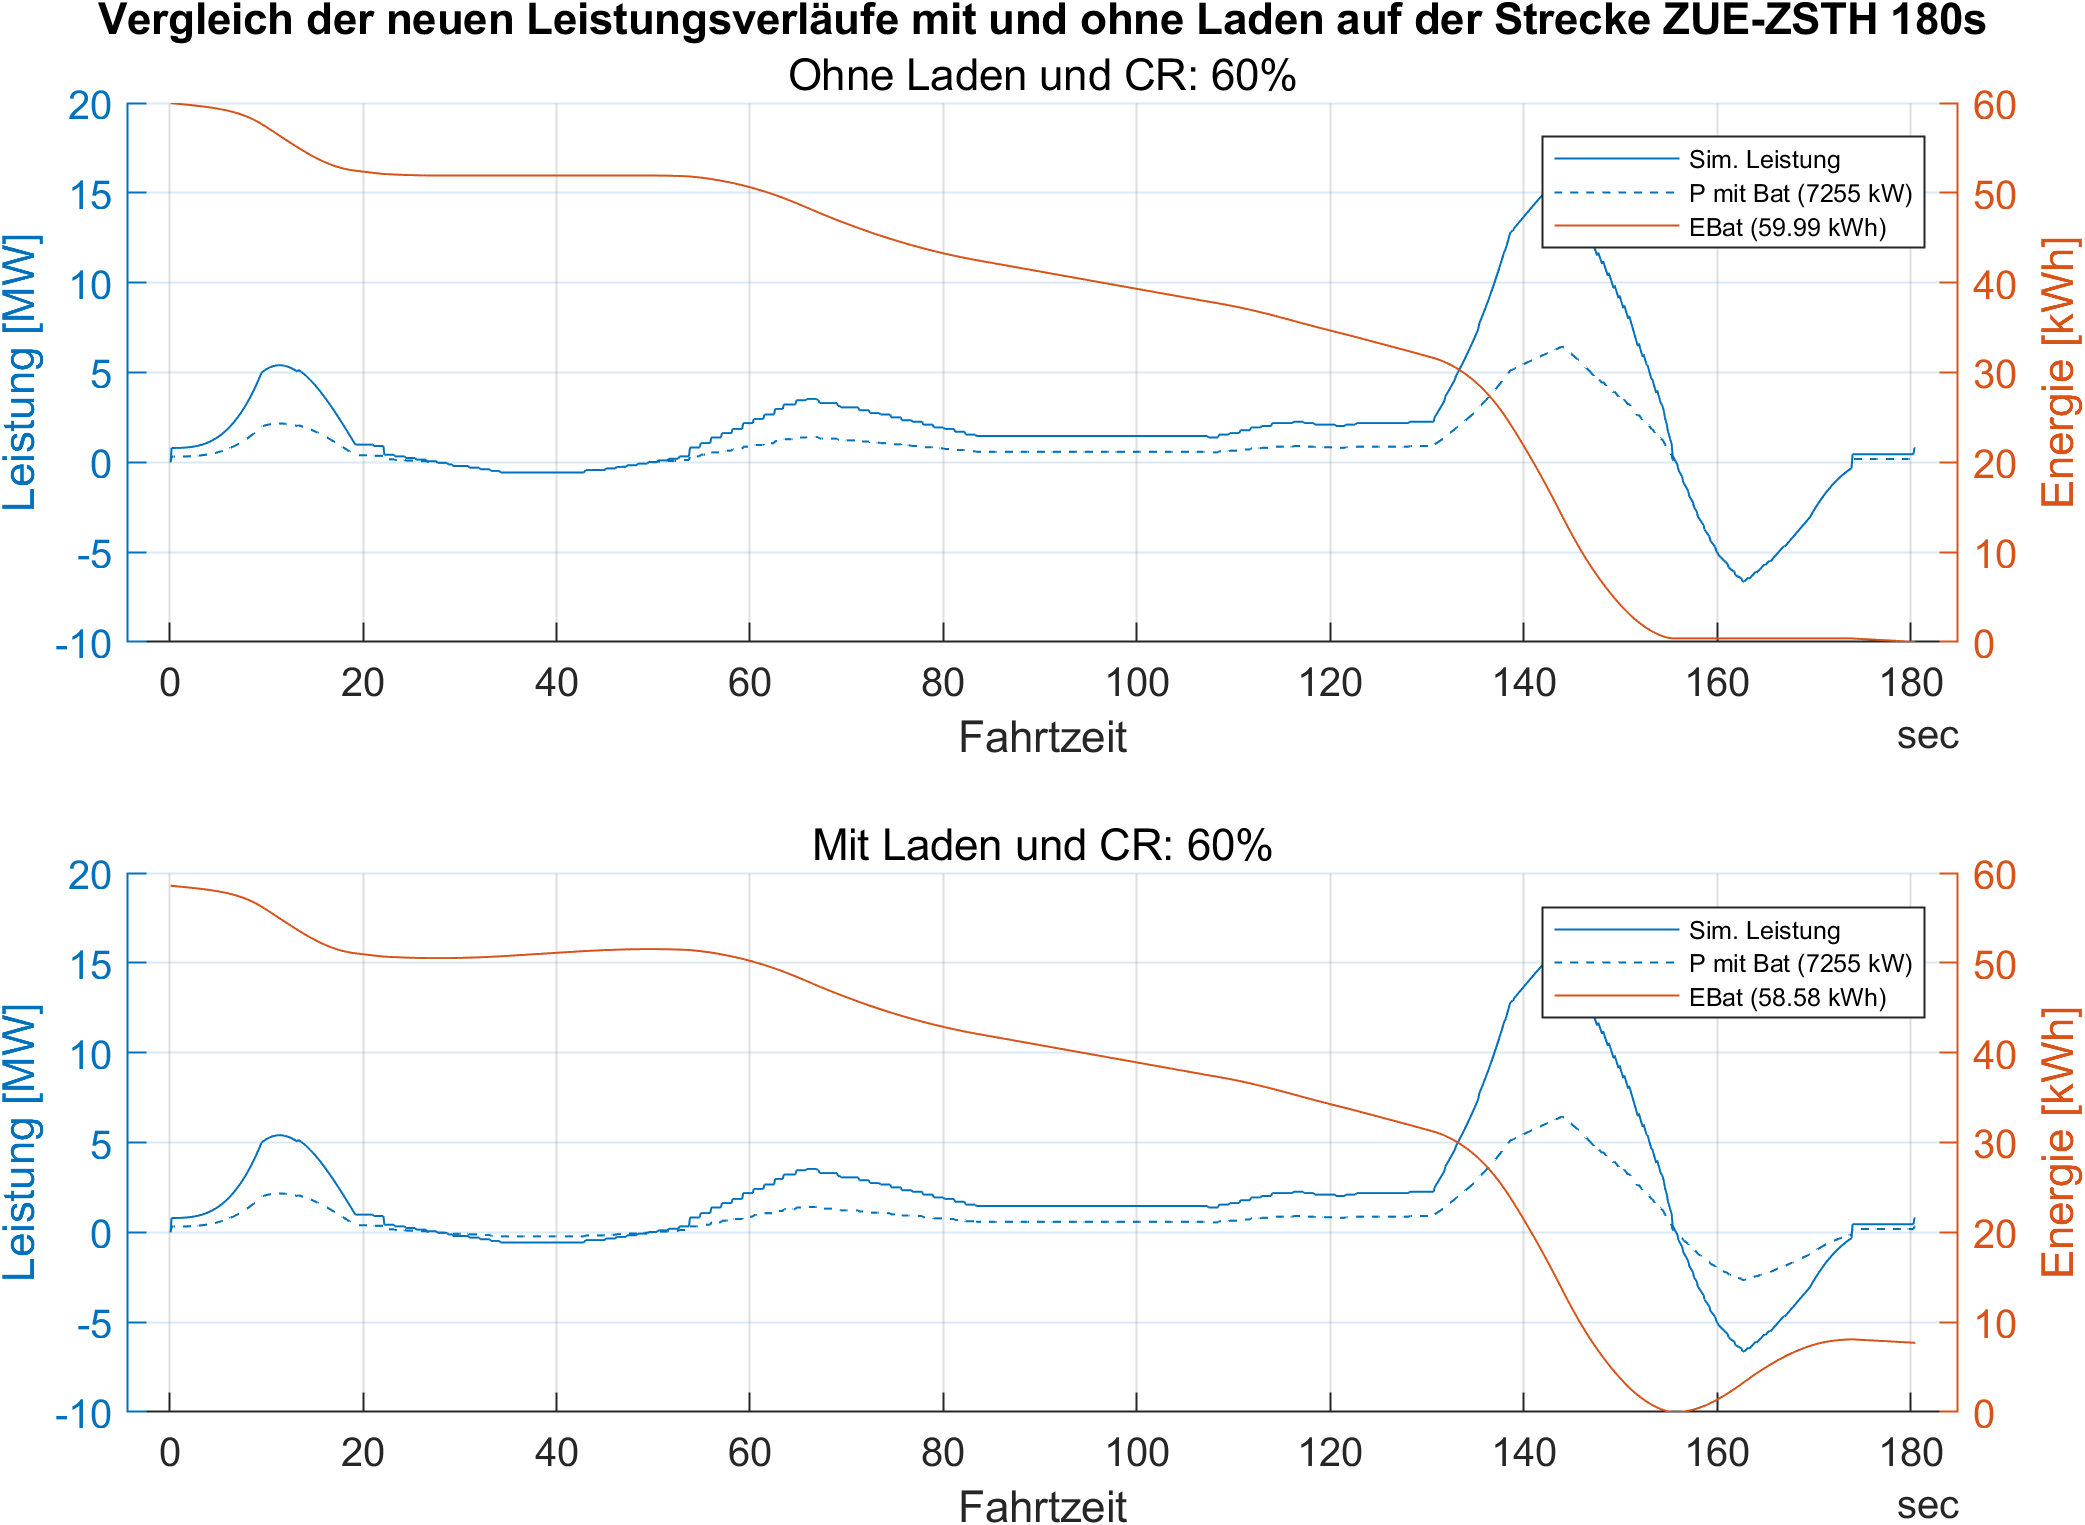 Vergleich der neuen Leistungsverläufe mit und ohne Laden auf der Strecke ZUE-ZSTH 180s
Ohne Laden und CR: 60%
20
15
10
5
0
-5
-10
Leistung [MW]
60
50
40
30
20
10
0
Energie [kWh]
Sim. Leistung
P mit Bat (7255 kW)
EBat (59.99 kWh)
0 20 40 60 80 100 120 140 160 180
Fahrtzeit
sec
Mit Laden und CR: 60%
20
15
10
5
0
-5
-10
Leistung [MW]
60
50
40
30
20
10
0
Energie [kWh]
Sim. Leistung
P mit Bat (7255 kW)
EBat (58.58 kWh)
0 20 40 60 80 100 120 140 160 180
Fahrtzeit
sec